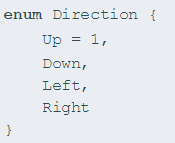 enum Direction {
    Up = 1,
    Down,
    Left,
    Right
}